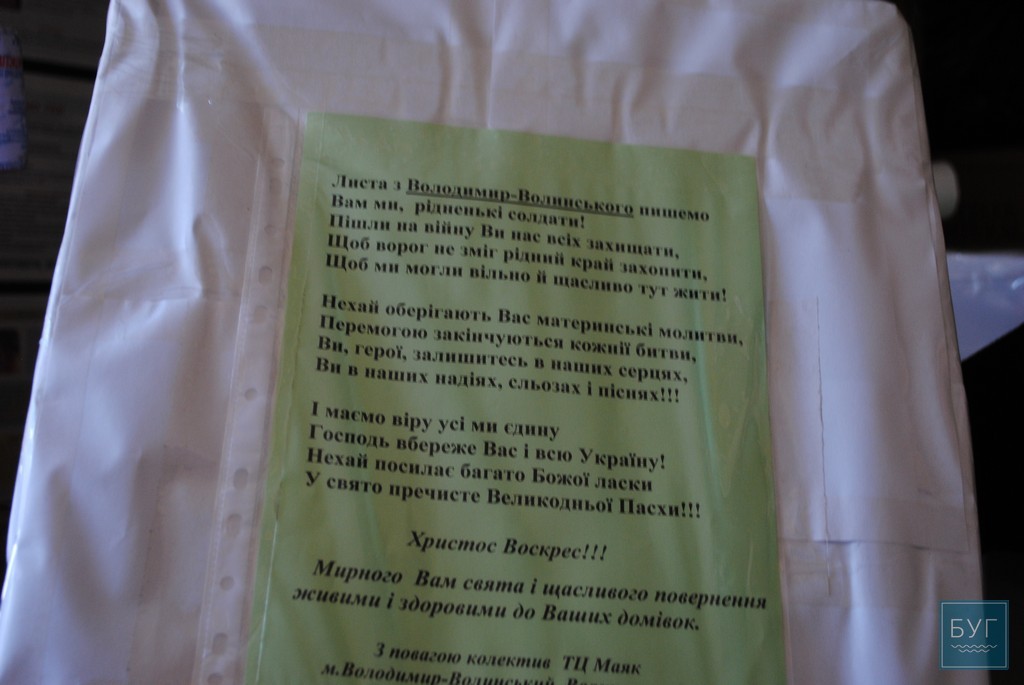 Листа з Володимир-Волинського пишемо
Вам ми, рідненькі солдати!
Пішли на війну Ви нас всіх захищати,
Щоб ворог не зміг рідний край захопити,
Щоб ми могли вільно й щасливо тут жити!
Нехай оберігають Вас материнські молитви,
Перемогою закінчуються кожнії битви,
Ви, герої, залишитесь в наших серцях,
Ви в наших надіях, сльозах і піснях!!!
І маємо віру усі ми єдину
Господь вбереже Вас і всю Україну!
Нехай посилає багато Божої ласки
У свято пречисте Великодньої Пасхи!!!
Христос Воскрес!!!
Мирного Вам свята і щасливого повернення
живими і здоровими до Ваших домівок.
З повагою колектив ТЦ Маяк
м.Володимир-Волинський
БУГ